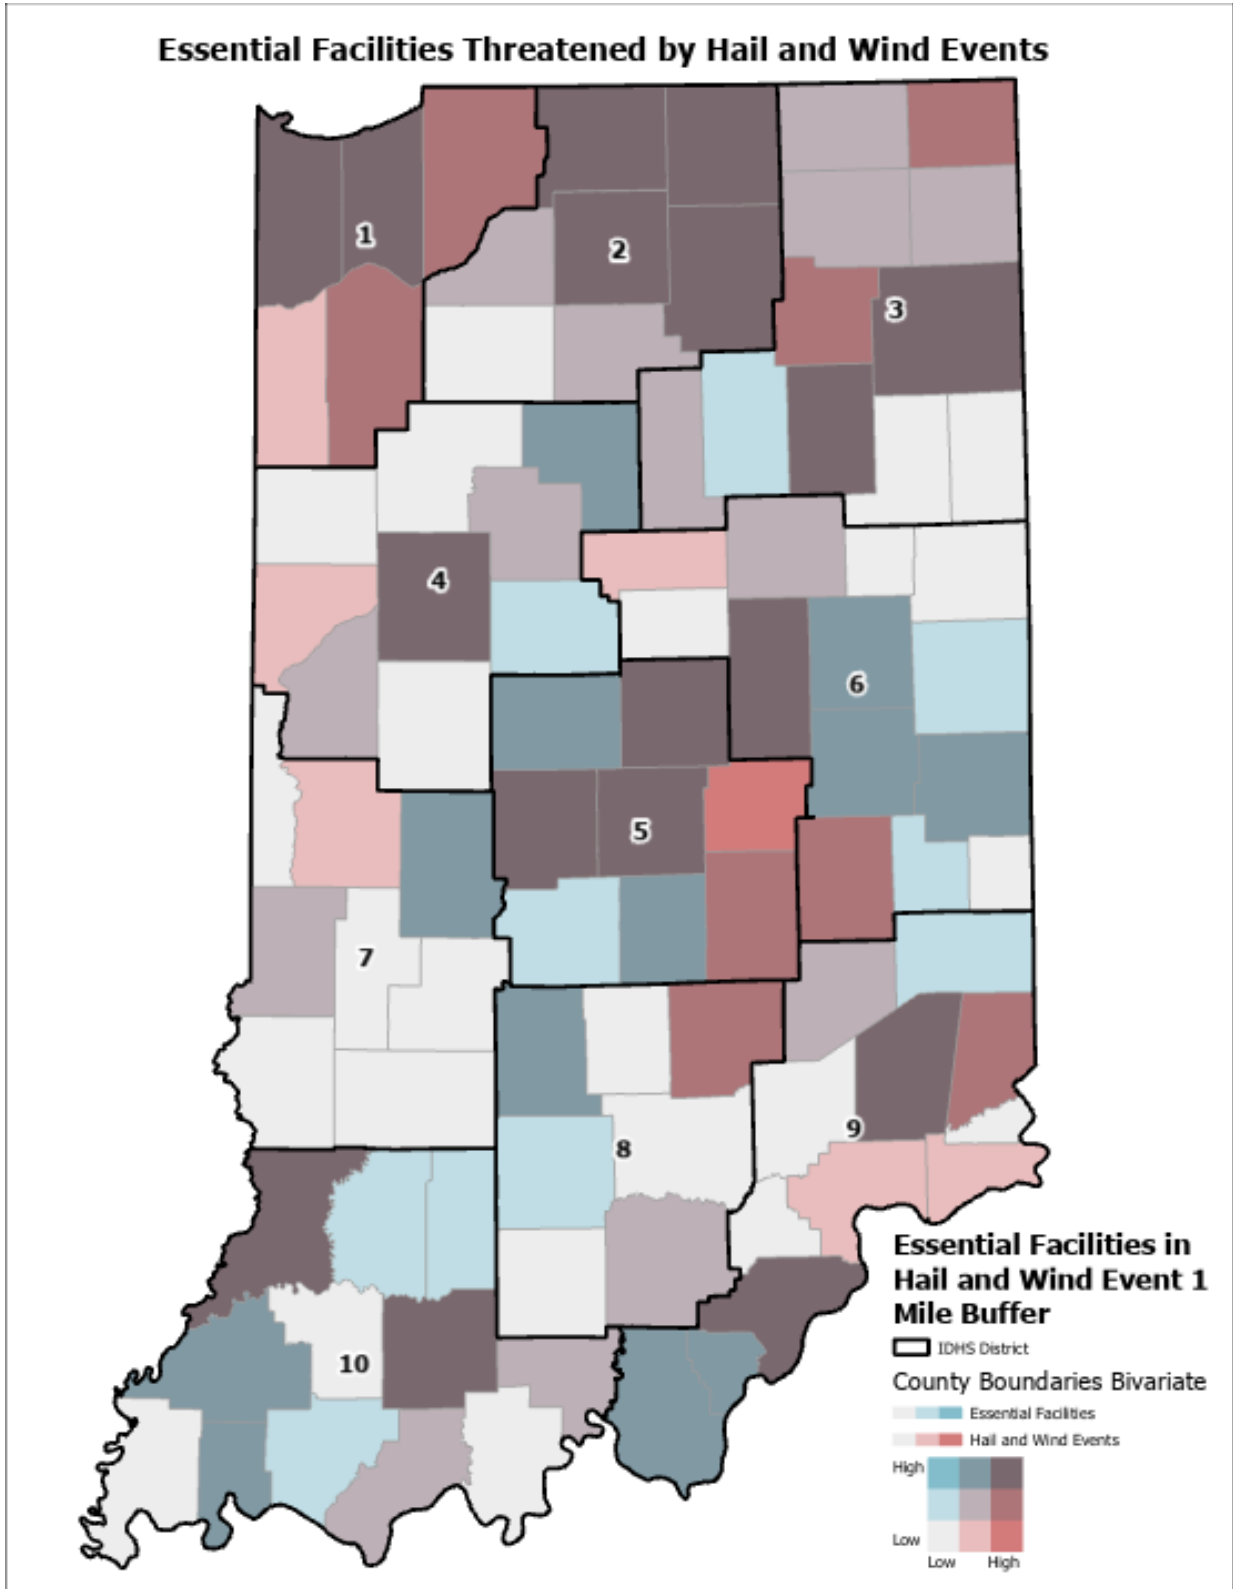 Essential Facilities Threatened by Hail and Wind Events
1
2
3
4
5
6
7
8
9
10
Essential Facilities in
Hail and Wind Event 1
Mile Buffer
IDHS District
County Boundaries Bivariate
Essential Facilities
Hail and Wind Events
High
Low
Low High